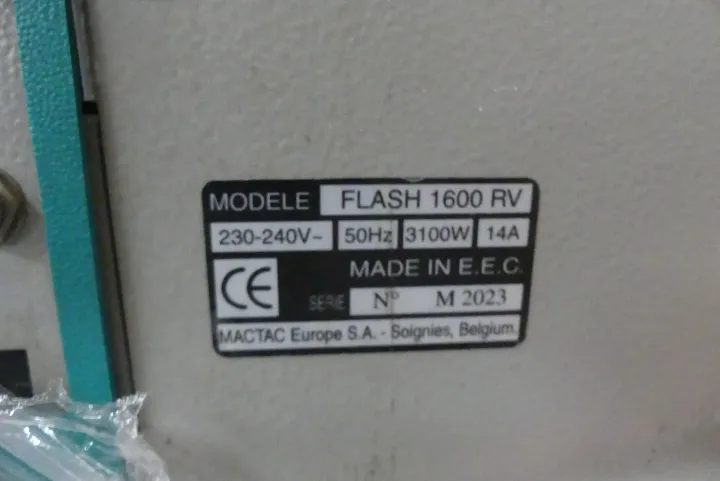 MODELE FLASH 1600 RV
230-240V~ 50Hz 3100W 14A
CE MADE IN E.E.C.
SERIE N° M 2023
MACTAC Europe S.A. - Soignies, Belgium.